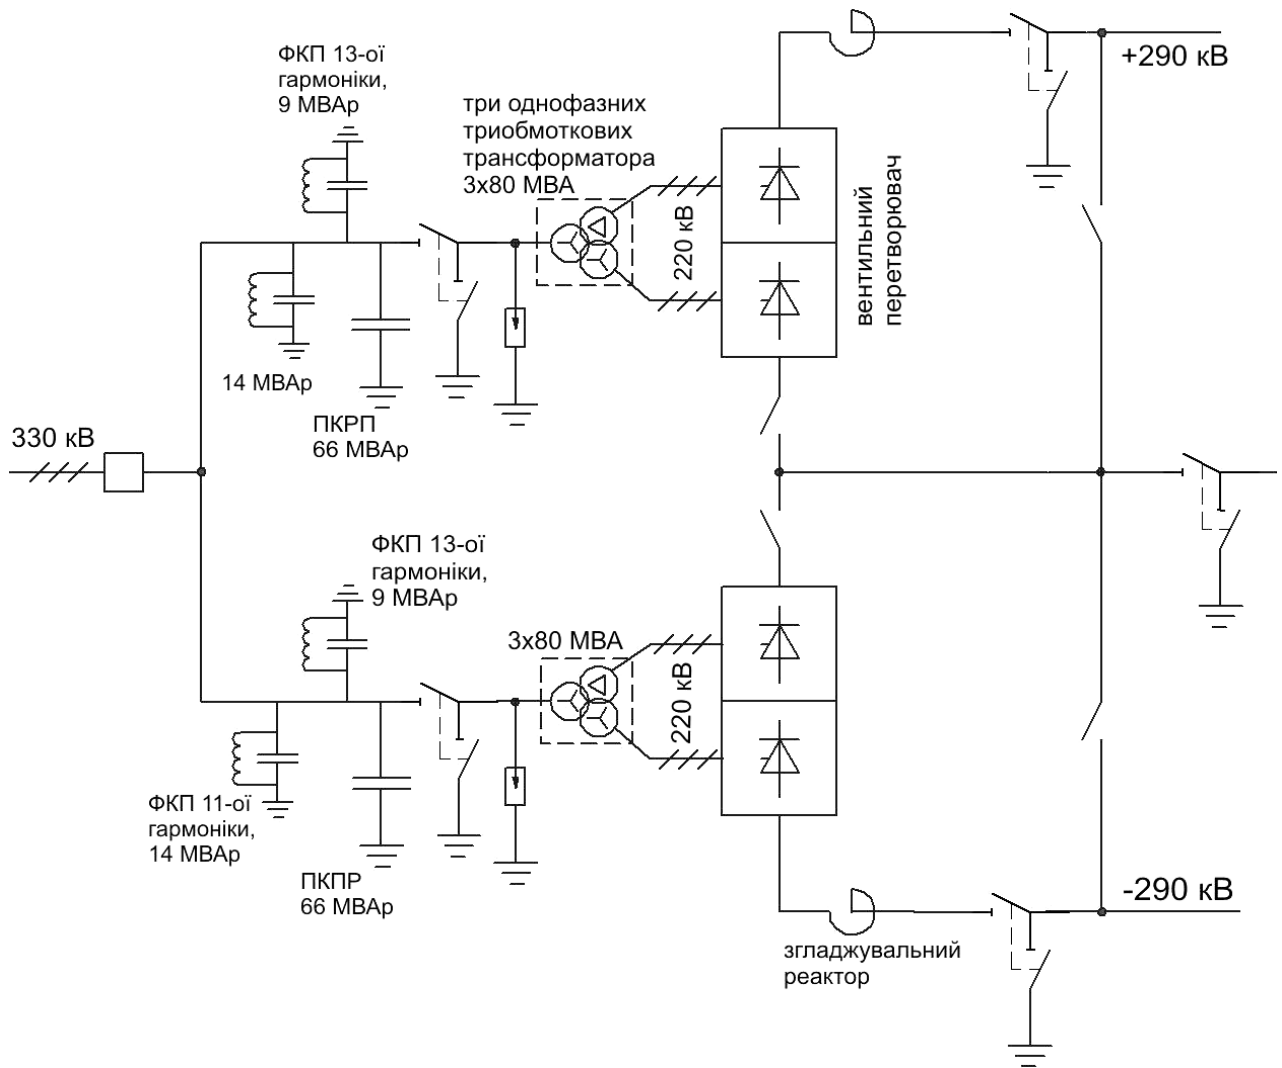 ФКП 13-ої
гармоніки,
9 МВАр
три однофазних
триобмоткових
трансформатора
3х80 МВА
220 кВ
вентильний
перетворювач
+290 кВ
14 МВАр
ПКРП
66 МВАр
330 кВ
ФКП 13-ої
гармоніки,
9 МВАр
3х80 МВА
220 кВ
ФКП 11-ої
гармоніки,
14 МВАр
ПКПР
66 МВАр
-290 кВ
згладжувальний
реактор